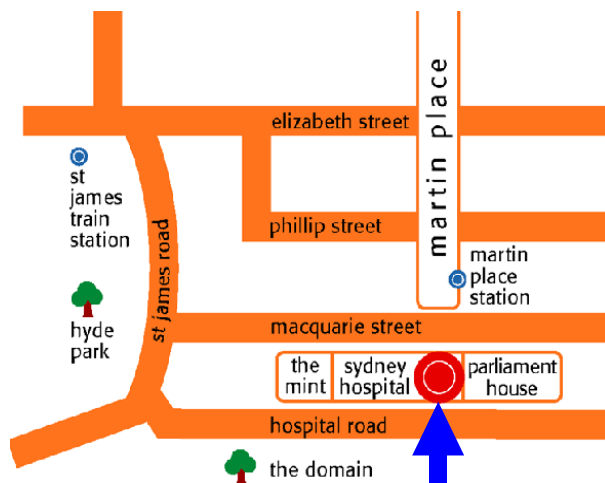 elizabeth street
martin place
st
james
train
station
phillip street
st james road
martin
place
station
hyde
park
macquarie street
the
mint
sydney
hospital
parliament
house
hospital road
the domain